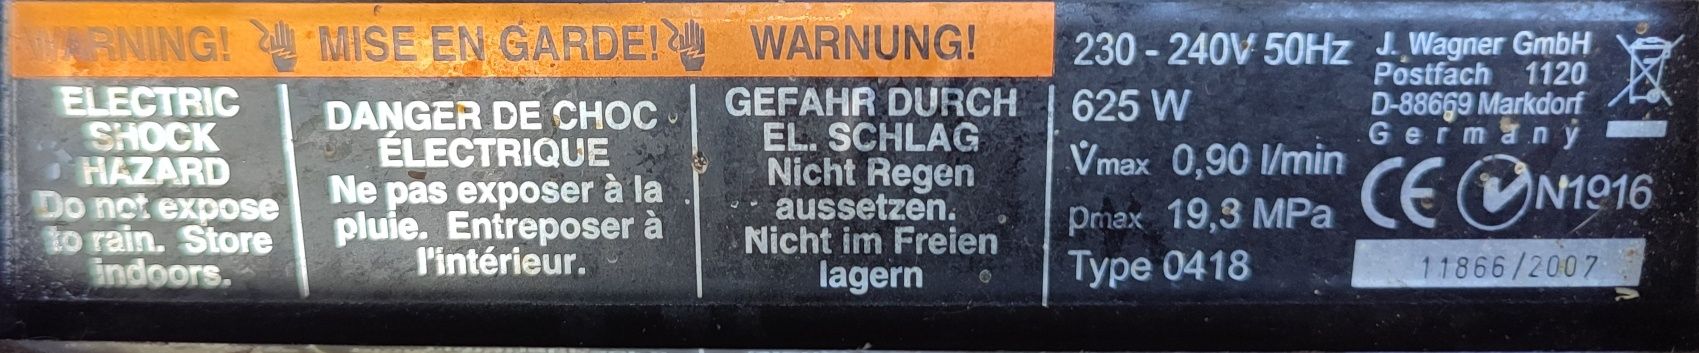 WARNING!
ELECTRIC
SHOCK
HAZARD
Do not expose
to rain. Store
indoors.
MISE EN GARDE!
DANGER DE CHOC
ÉLECTRIQUE
Ne pas exposer à la
pluie. Entreposer à
l'intérieur.
WARNUNG!
GEFAHR DURCH
EL. SCHLAG
Nicht Regen
aussetzen.
Nicht im Freien
lagern
230 - 240V 50Hz
625 W
V̇max 0,90 l/min
pmax 19,3 MPa
Type 0418
J. Wagner GmbH
Postfach 1120
D-88669 Markdorf
Germany
CE N1916
11866/2007